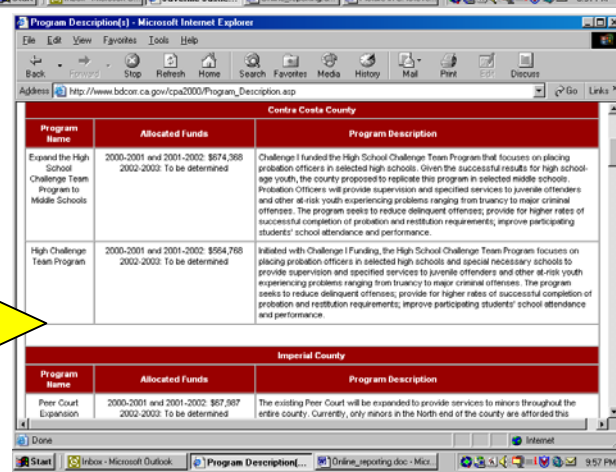 Program Description(s) - Microsoft Internet Explorer
File Edit View Favorites Tools Help
Back Forward Stop Refresh Home Search Favorites Media History Mail Print Edit Discuss
Address http://www.bdcorr.ca.gov/cpa2000/Program_Description.asp Go Links
Contra Costa County
Program Name Allocated Funds Program Description
Expand the High School Challenge Team Program to Middle Schools
2000-2001 and 2001-2002: $674,368
2002-2003: To be determined
Challenge I funded the High School Challenge Team Program that focuses on placing
probation officers in selected high schools. Given the successful results for high school-
age youth, the county proposed to replicate this program in selected middle schools.
Probation Officers will provide supervision and specified services to juvenile offenders
and other at-risk youth experiencing problems ranging from truancy to major criminal
offenses. The program seeks to reduce delinquent offenses; provide for higher rates of
successful completion of probation and restitution requirements; improve participating
students' school attendance and performance.
High Challenge Team Program
2000-2001 and 2001-2002: $564,768
2002-2003: To be determined
Initiated with Challenge I Funding, the High School Challenge Team Program focuses on
placing probation officers in selected high schools and special necessary schools to
provide supervision and specified services to juvenile offenders and other at-risk youth
experiencing problems ranging from truancy to major criminal offenses. The program
seeks to reduce delinquent offenses; provide for higher rates of successful completion of
probation and restitution requirements; improve participating students' school attendance
and performance.
Imperial County
Program Name Allocated Funds Program Description
Peer Court Expansion
2000-2001 and 2001-2002: $67,987
2002-2003: To be determined
The existing Peer Court will be expanded to provide services to minors throughout the
entire county. Currently, only minors in the North end of the county are afforded this
Done Internet
Start Inbox - Microsoft Outlook Program Description(... Online_reporting.doc - Micr... 9:57 PM